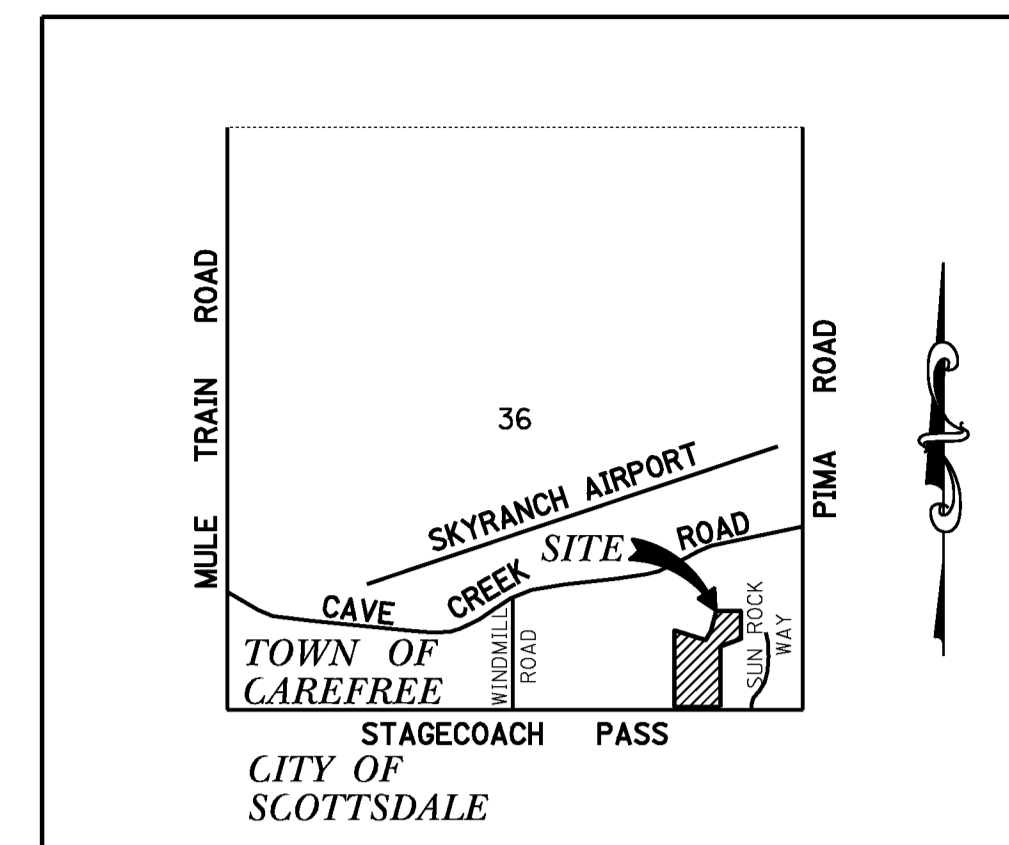 MULE TRAIN ROAD
36
PIMA ROAD
SKYRANCH AIRPORT
SITE
CAVE CREEK ROAD
TOWN OF
CAREFREE
WINDMILL
ROAD
SUN ROCK
WAY
STAGECOACH PASS
CITY OF
SCOTTSDALE